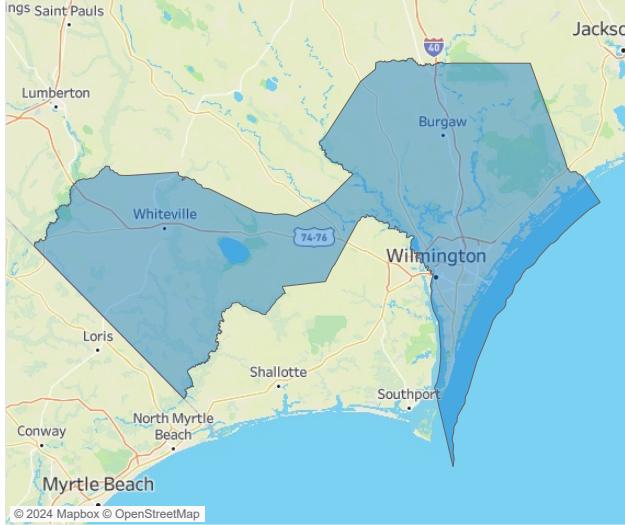 ngs
Saint Pauls
Jackso
40
Lumberton
Burgaw
Whiteville
74-76
Wilmington
Loris
Shallotte
Southport
North Myrtle
Beach
Conway
Myrtle Beach
© 2024 Mapbox © OpenStreetMap